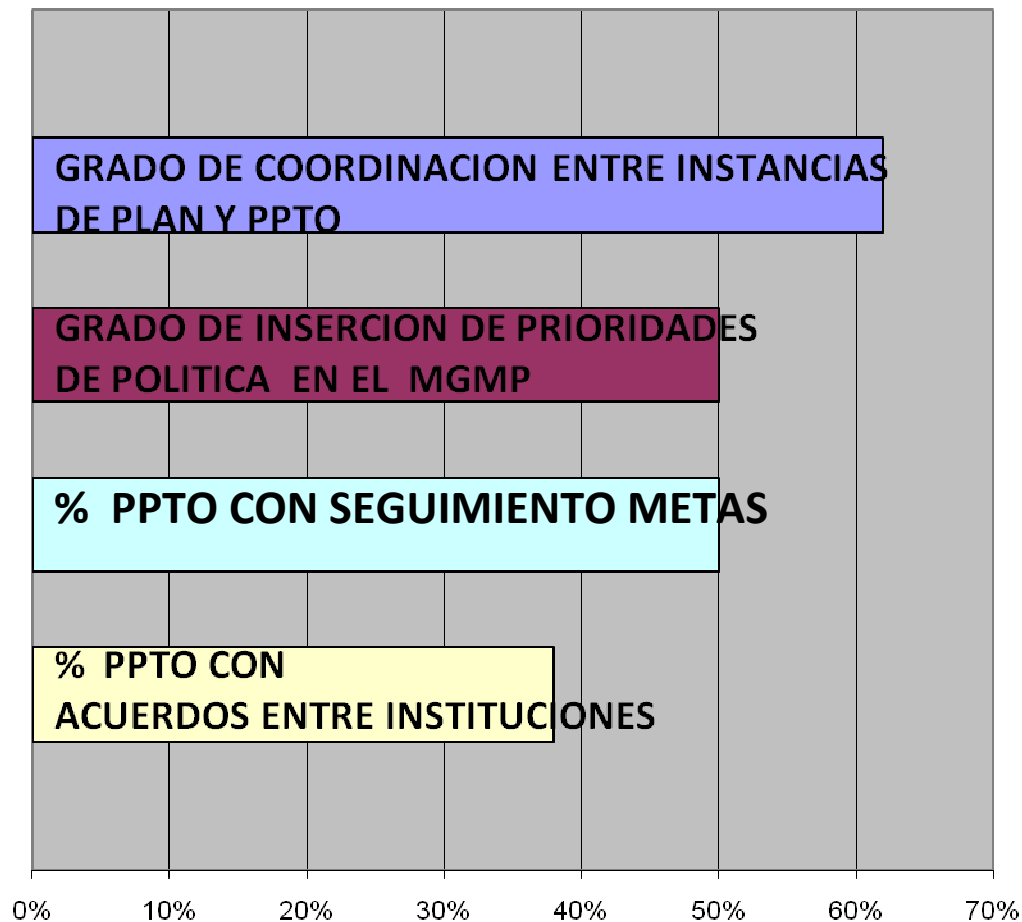 GRADO DE COORDINACION ENTRE INSTANCIAS
DE PLAN Y PPTO
GRADO DE INSERCION DE PRIORIDADES
DE POLITICA EN EL MGMP
% PPTO CON SEGUIMIENTO METAS
% PPTO CON
ACUERDOS ENTRE INSTITUCIONES
0% 10% 20% 30% 40% 50% 60% 70%